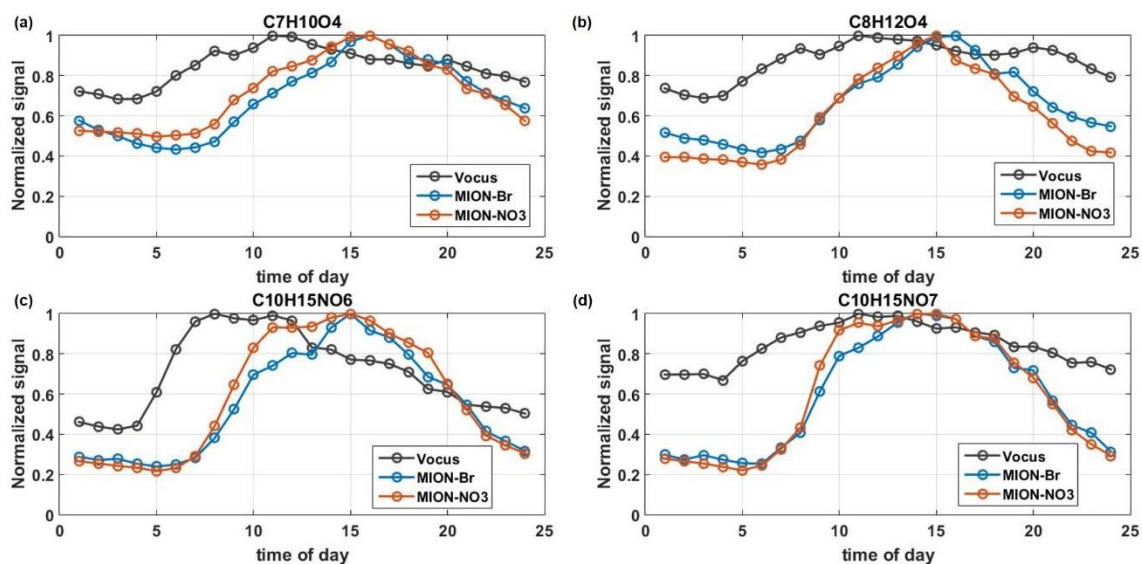 (a) C7H10O4
1
0.8
0.6
0.4
0.2
0
Normalized signal
0 5 10 15 20 25
time of day
Vocus
MION-Br
MION-NO3
(b) C8H12O4
1
0.8
0.6
0.4
0.2
0
Normalized signal
0 5 10 15 20 25
time of day
Vocus
MION-Br
MION-NO3
(c) C10H15NO6
1
0.8
0.6
0.4
0.2
0
Normalized signal
0 5 10 15 20 25
time of day
Vocus
MION-Br
MION-NO3
(d) C10H15NO7
1
0.8
0.6
0.4
0.2
0
Normalized signal
0 5 10 15 20 25
time of day
Vocus
MION-Br
MION-NO3